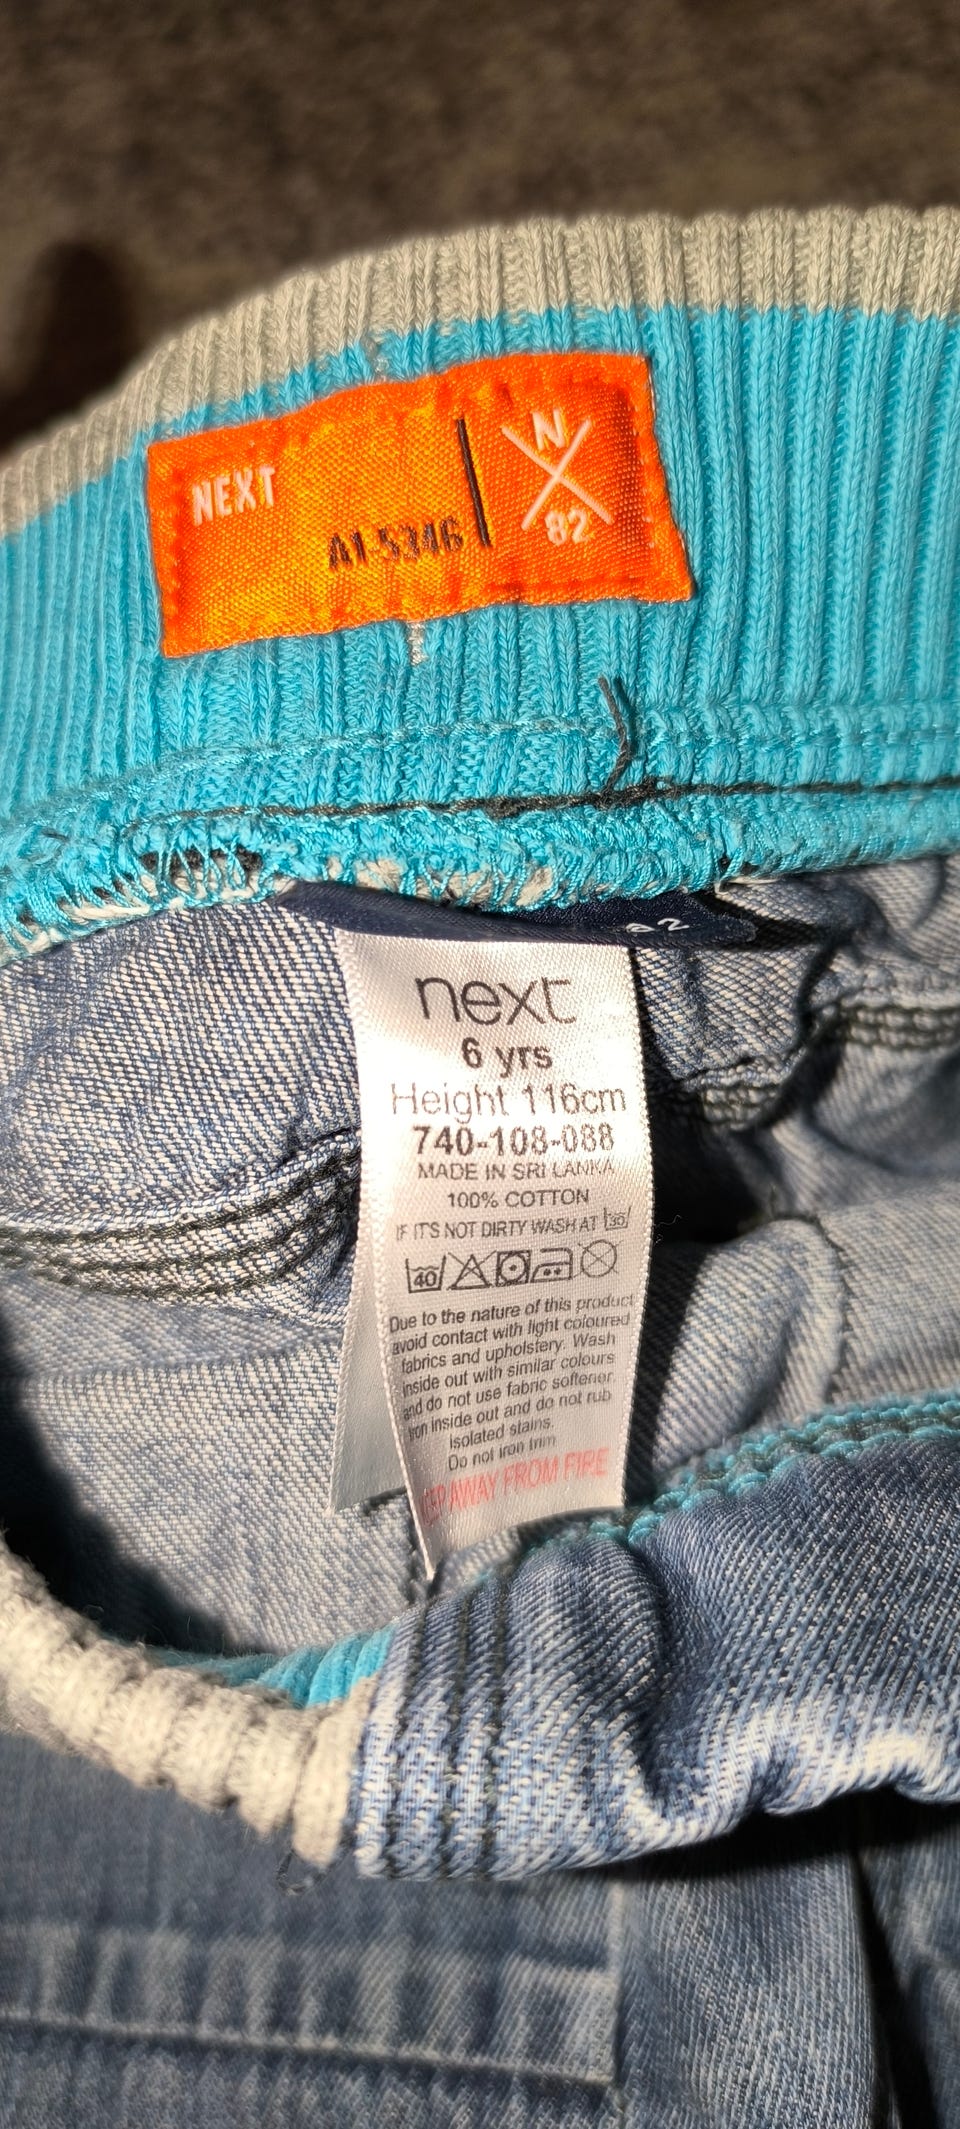 NEXT
A1-5346
N
82
82
next
6 yrs
Height 116cm
740-108-088
MADE IN SRI LANKA
100% COTTON
IF IT'S NOT DIRTY WASH AT 30
40
Due to the nature of this product
avoid contact with light coloured
fabrics and upholstery. Wash
inside out with similar colours
and do not use fabric softener.
Iron inside out and do not rub
isolated stains.
Do not iron trim
AWAY FROM FIRE